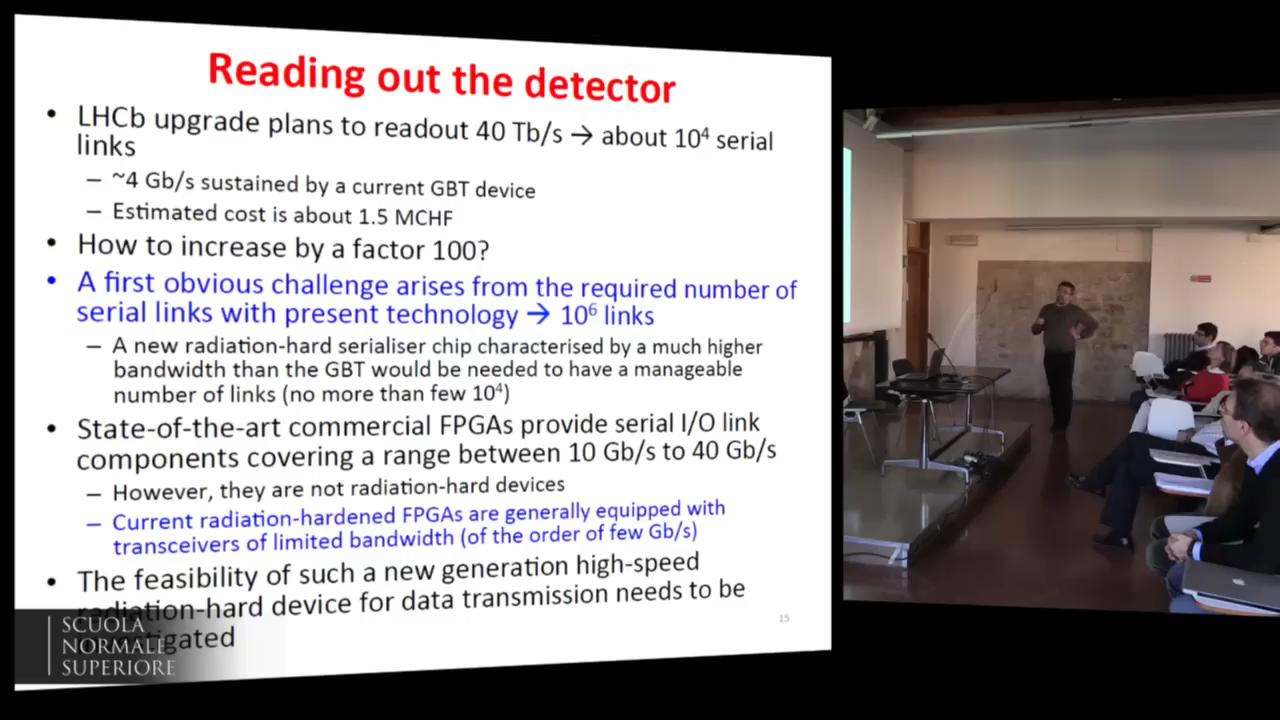 Reading out the detector
• LHCb upgrade plans to readout 40 Tb/s → about 10⁴ serial
links
– ~4 Gb/s sustained by a current GBT device
– Estimated cost is about 1.5 MCHF
• How to increase by a factor 100?
• A first obvious challenge arises from the required number of
serial links with present technology → 10⁶ links
– A new radiation-hard serialiser chip characterised by a much higher
bandwidth than the GBT would be needed to have a manageable
number of links (no more than few 10⁴)
• State-of-the-art commercial FPGAs provide serial I/O link
components covering a range between 10 Gb/s to 40 Gb/s
– However, they are not radiation-hard devices
– Current radiation-hardened FPGAs are generally equipped with
transceivers of limited bandwidth (of the order of few Gb/s)
• The feasibility of such a new generation high-speed
radiation-hard device for data transmission needs to be
investigated
15
SCUOLA
NORMALE
SUPERIORE